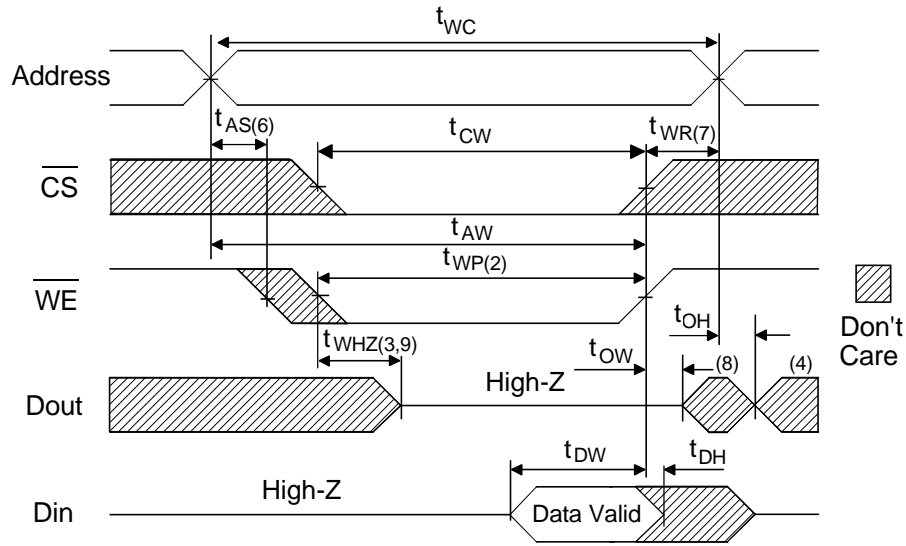 tWC
Address
tAS(6)
tCW
tWR(7)
CS
tAW
tWP(2)
WE
tOH
Don't
Care
tWHZ(3,9)
tOW
(8)
(4)
High-Z
Dout
tDW
tDH
High-Z
Din
Data Valid